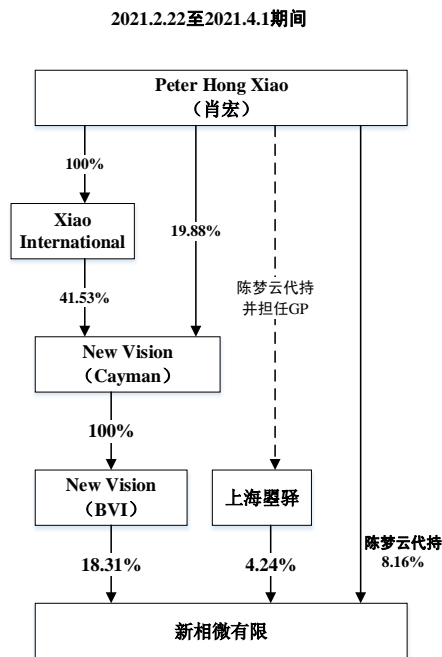 2021.2.22至2021.4.1期间
Peter Hong Xiao
（肖宏）
100%
Xiao
International
19.88%
41.53%
陈梦云代持
并担任GP
New Vision
（Cayman）
100%
New Vision
（BVI）
上海曌驿
陈梦云代持
8.16%
18.31%
4.24%
新相微有限